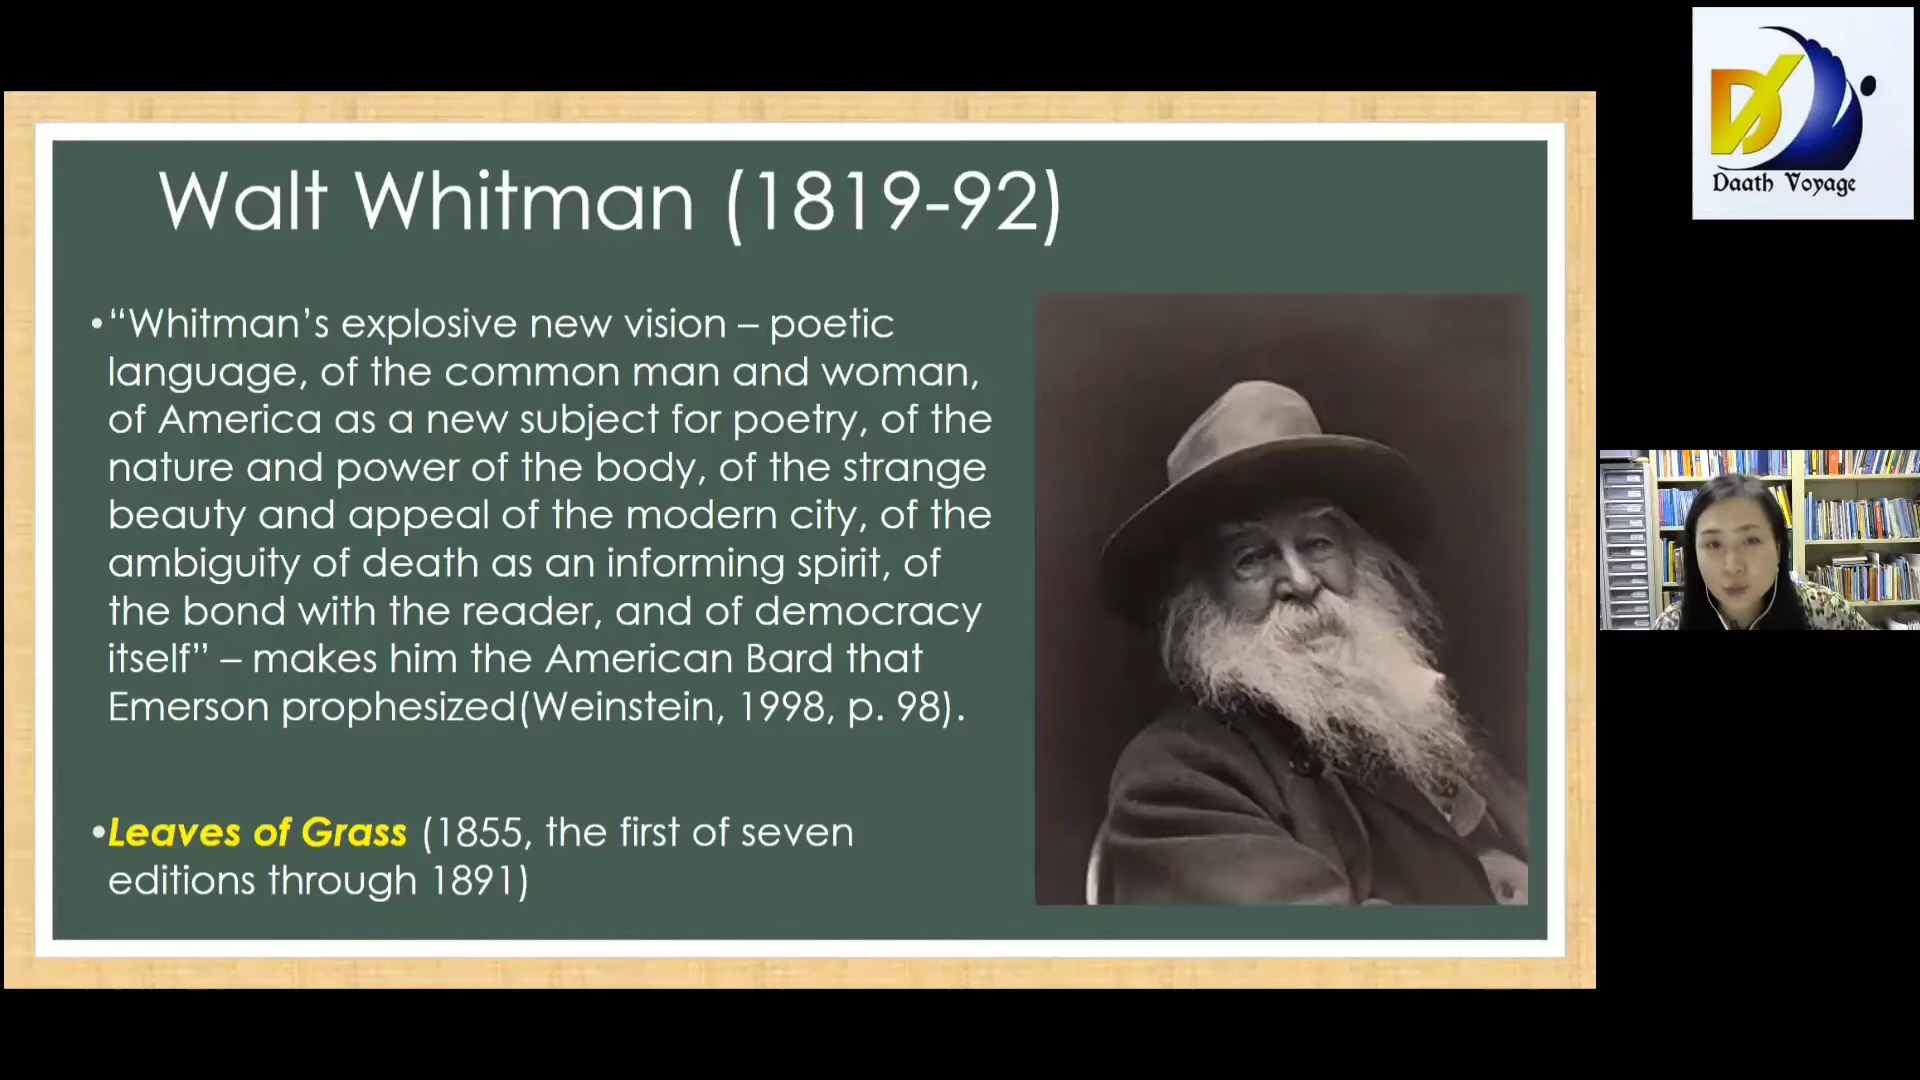 Walt Whitman (1819-92)
•“Whitman’s explosive new vision – poetic
language, of the common man and woman,
of America as a new subject for poetry, of the
nature and power of the body, of the strange
beauty and appeal of the modern city, of the
ambiguity of death as an informing spirit, of
the bond with the reader, and of democracy
itself” – makes him the American Bard that
Emerson prophesized(Weinstein, 1998, p. 98).
•Leaves of Grass (1855, the first of seven
editions through 1891)
DV
Daath Voyage